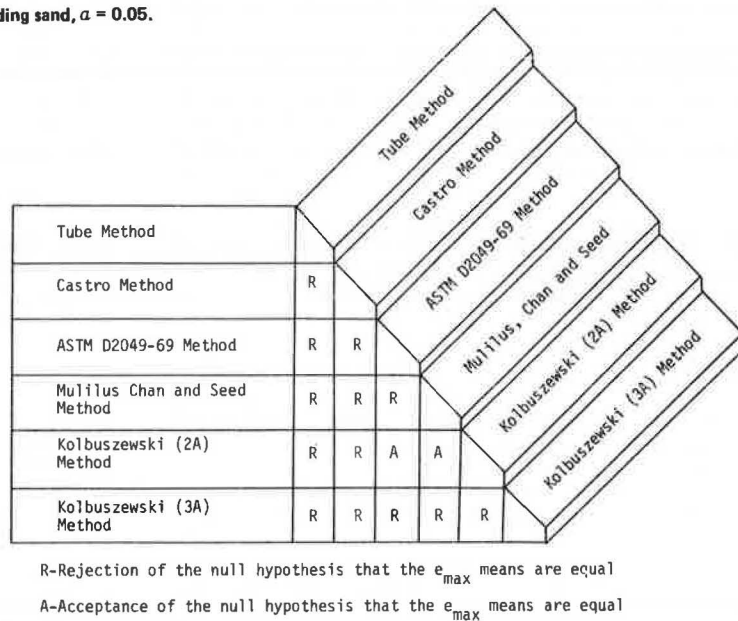 ding sand, a = 0.05.
Tube Method
Castro Method
ASTM D2049-69 Method
Mulilus, Chan and Seed
Kolbuszewski (2A) Method
Kolbuszewski (3A) Method
Tube Method
Castro Method R
ASTM D2049-69 Method R R
Mulilus Chan and Seed
Method R R R
Kolbuszewski (2A)
Method R R A A
Kolbuszewski (3A)
Method R R R R R
R-Rejection of the null hypothesis that the e_max means are equal
A-Acceptance of the null hypothesis that the e_max means are equal